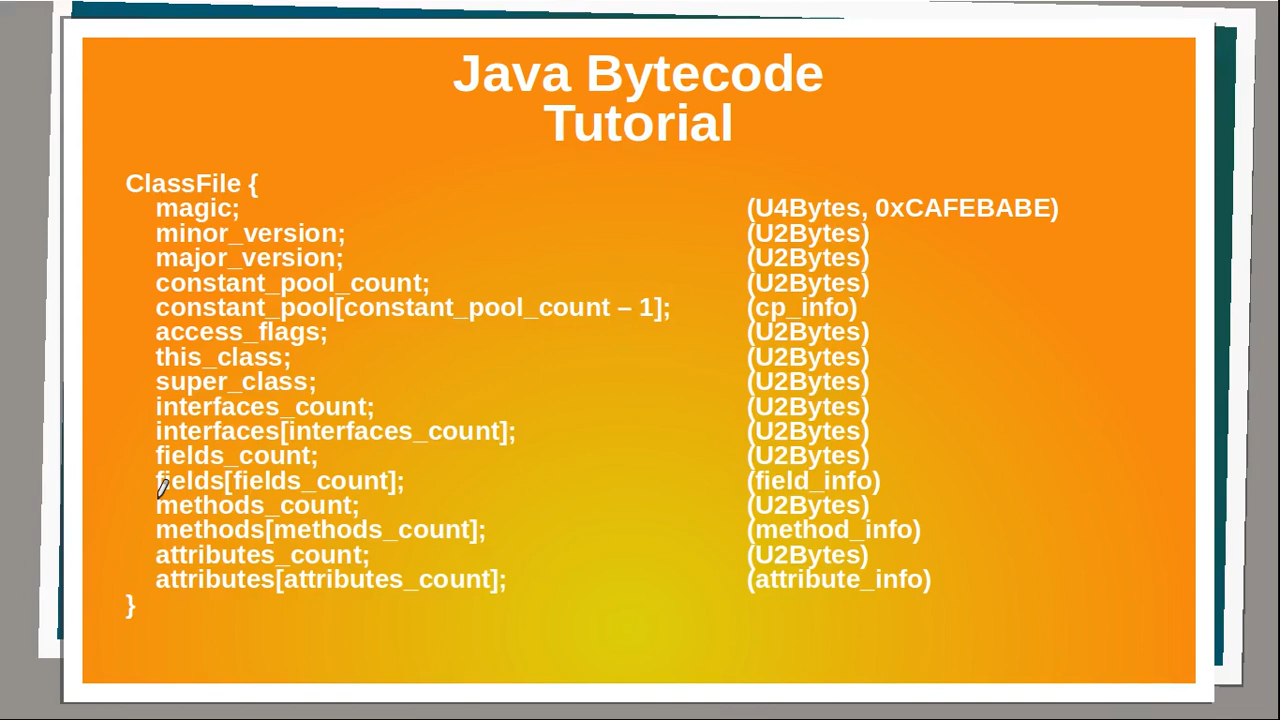 Java Bytecode
Tutorial
ClassFile {
magic; (U4Bytes, 0xCAFEBABE)
minor_version; (U2Bytes)
major_version; (U2Bytes)
constant_pool_count; (U2Bytes)
constant_pool[constant_pool_count – 1]; (cp_info)
access_flags; (U2Bytes)
this_class; (U2Bytes)
super_class; (U2Bytes)
interfaces_count; (U2Bytes)
interfaces[interfaces_count]; (U2Bytes)
fields_count; (U2Bytes)
fields[fields_count]; (field_info)
methods_count; (U2Bytes)
methods[methods_count]; (method_info)
attributes_count; (U2Bytes)
attributes[attributes_count]; (attribute_info)
}